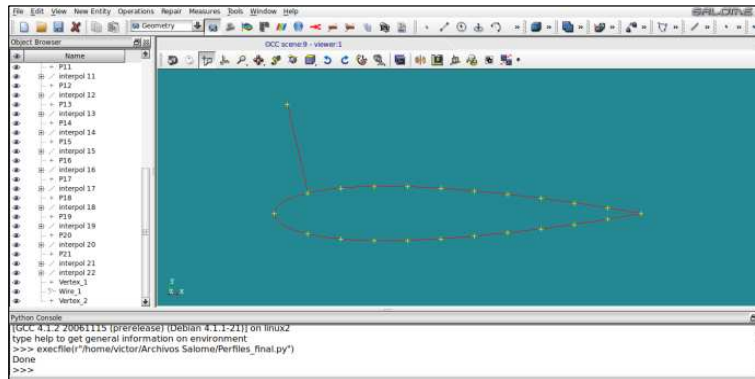 File Edit View New Entity Operations Repair Measures Tools Window Help
SALOME
Geometry
Object Browser
OCC scene:9 - viewer:1
Name
P11
interpol 11
P12
interpol 12
P13
interpol 13
P14
interpol 14
P15
interpol 15
P16
interpol 16
P17
interpol 17
P18
interpol 18
P19
interpol 19
P20
interpol 20
P21
interpol 21
interpol 22
Vertex_1
Wire_1
Vertex_2
Python Console
[GCC 4.1.2 20061115 (prerelease) (Debian 4.1.1-21)] on linux2
type help to get general information on environment
>>> execfile(r"/home/victor/Archivos Salome/Perfiles_final.py")
Done
>>>